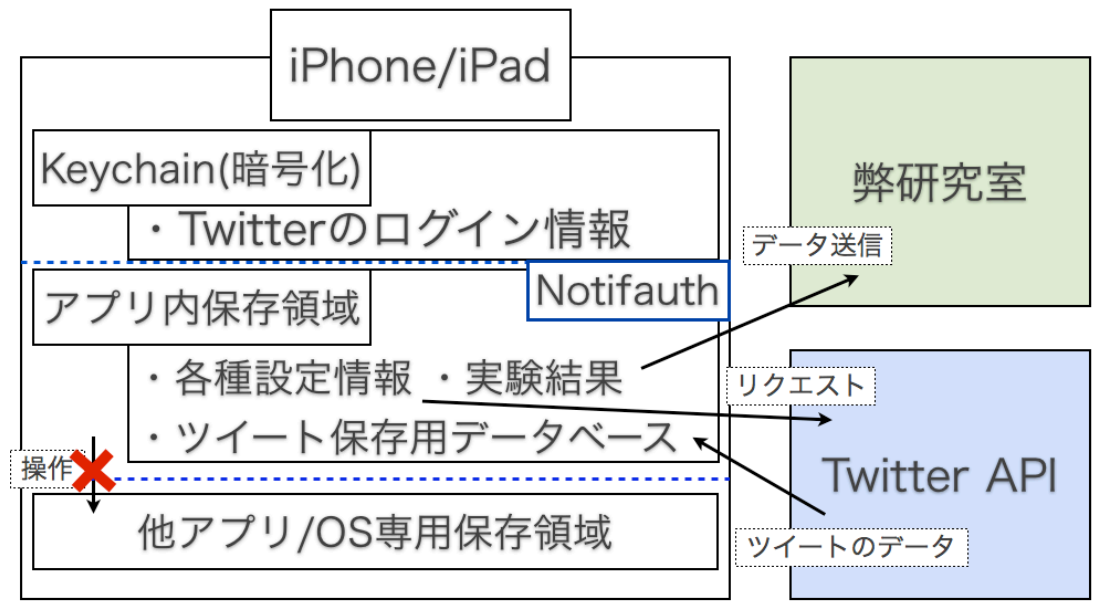 iPhone/iPad
Keychain(暗号化)
・Twitterのログイン情報
Notifauth
アプリ内保存領域
・各種設定情報 ・実験結果
・ツイート保存用データベース
操作
他アプリ/OS専用保存領域
弊研究室
データ送信
リクエスト
Twitter API
ツイートのデータ